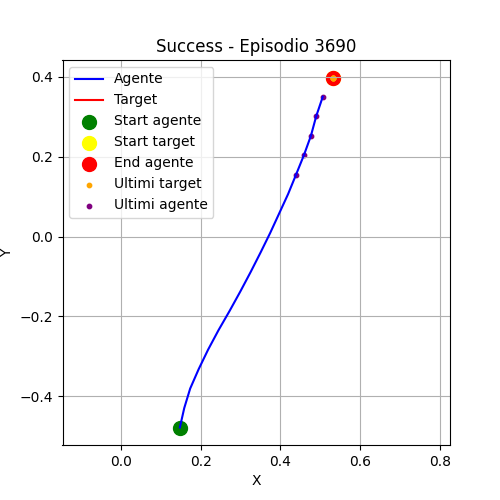 Success - Episodio 3690
Agente
Target
Start agente
Start target
End agente
Ultimi target
Ultimi agente
0.4
0.2
0.0
−0.2
−0.4
Y
0.0 0.2 0.4 0.6 0.8
X